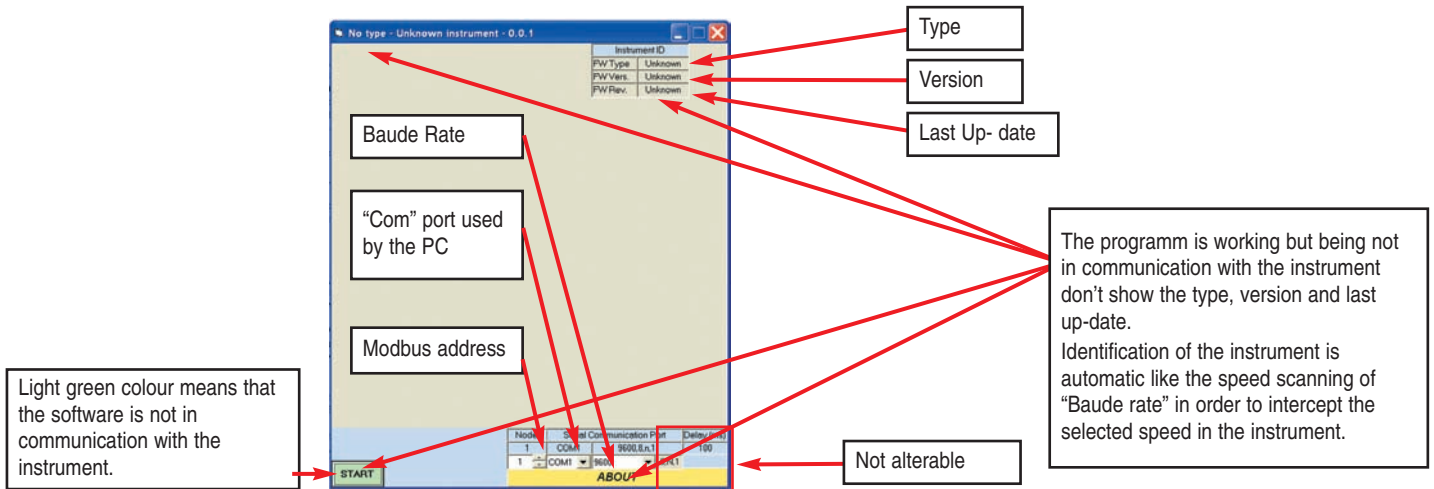 No type - Unknown instrument - 0.0.1
Instrument ID
FW Type Unknown
FW Vers. Unknown
FW Rev. Unknown
Type
Version
Last Up- date
Baude Rate
“Com” port used
by the PC
Modbus address
Light green colour means that
the software is not in
communication with the
instrument.
The programm is working but being not
in communication with the instrument
don’t show the type, version and last
up-date.
Identification of the instrument is
automatic like the speed scanning of
“Baude rate” in order to intercept the
selected speed in the instrument.
Not alterable
Node Serial Communication Port Delay (ms)
1 COM1 9600,8,n,1 100
1 COM1 9600
START
ABOUT